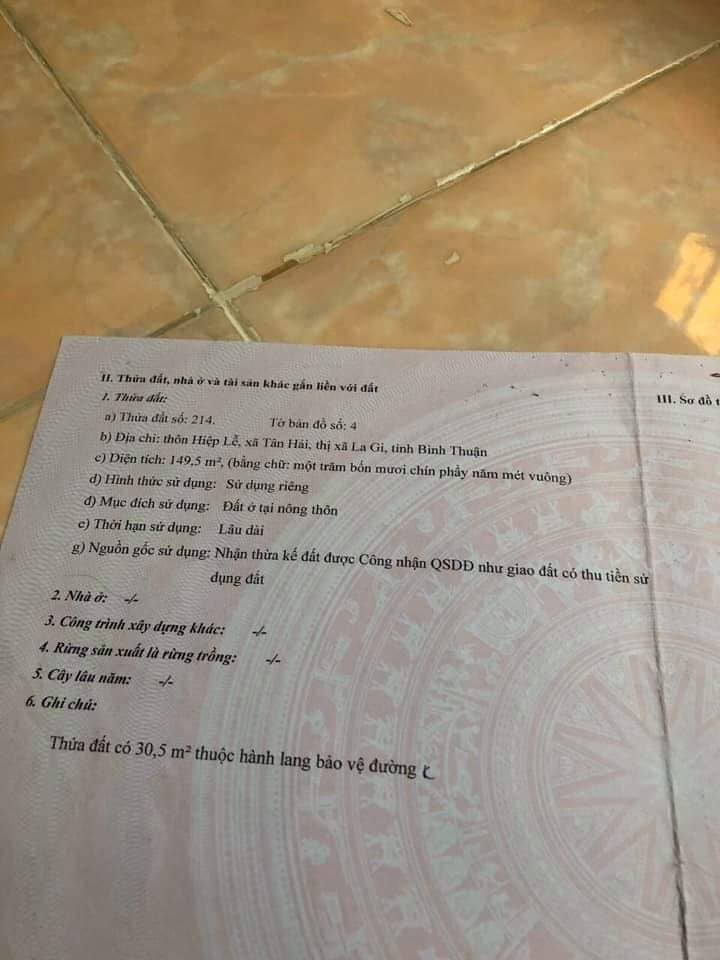 II. Thửa đất, nhà ở và tài sản khác gắn liền với đất
1. Thửa đất:
a) Thửa đất số: 214. Tờ bản đồ số: 4
b) Địa chỉ: thôn Hiệp Lễ, xã Tân Hải, thị xã La Gi, tỉnh Bình Thuận
c) Diện tích: 149,5 m², (bằng chữ: một trăm bốn mươi chín phẩy năm mét vuông)
d) Hình thức sử dụng: Sử dụng riêng
đ) Mục đích sử dụng: Đất ở tại nông thôn
e) Thời hạn sử dụng: Lâu dài
g) Nguồn gốc sử dụng: Nhận thừa kế đất được Công nhận QSDĐ như giao đất có thu tiền sử
dụng đất
2. Nhà ở: -/-
3. Công trình xây dựng khác: -/-
4. Rừng sản xuất là rừng trồng: -/-
5. Cây lâu năm: -/-
6. Ghi chú:
Thửa đất có 30,5 m² thuộc hành lang bảo vệ đường
III. Sơ đồ t